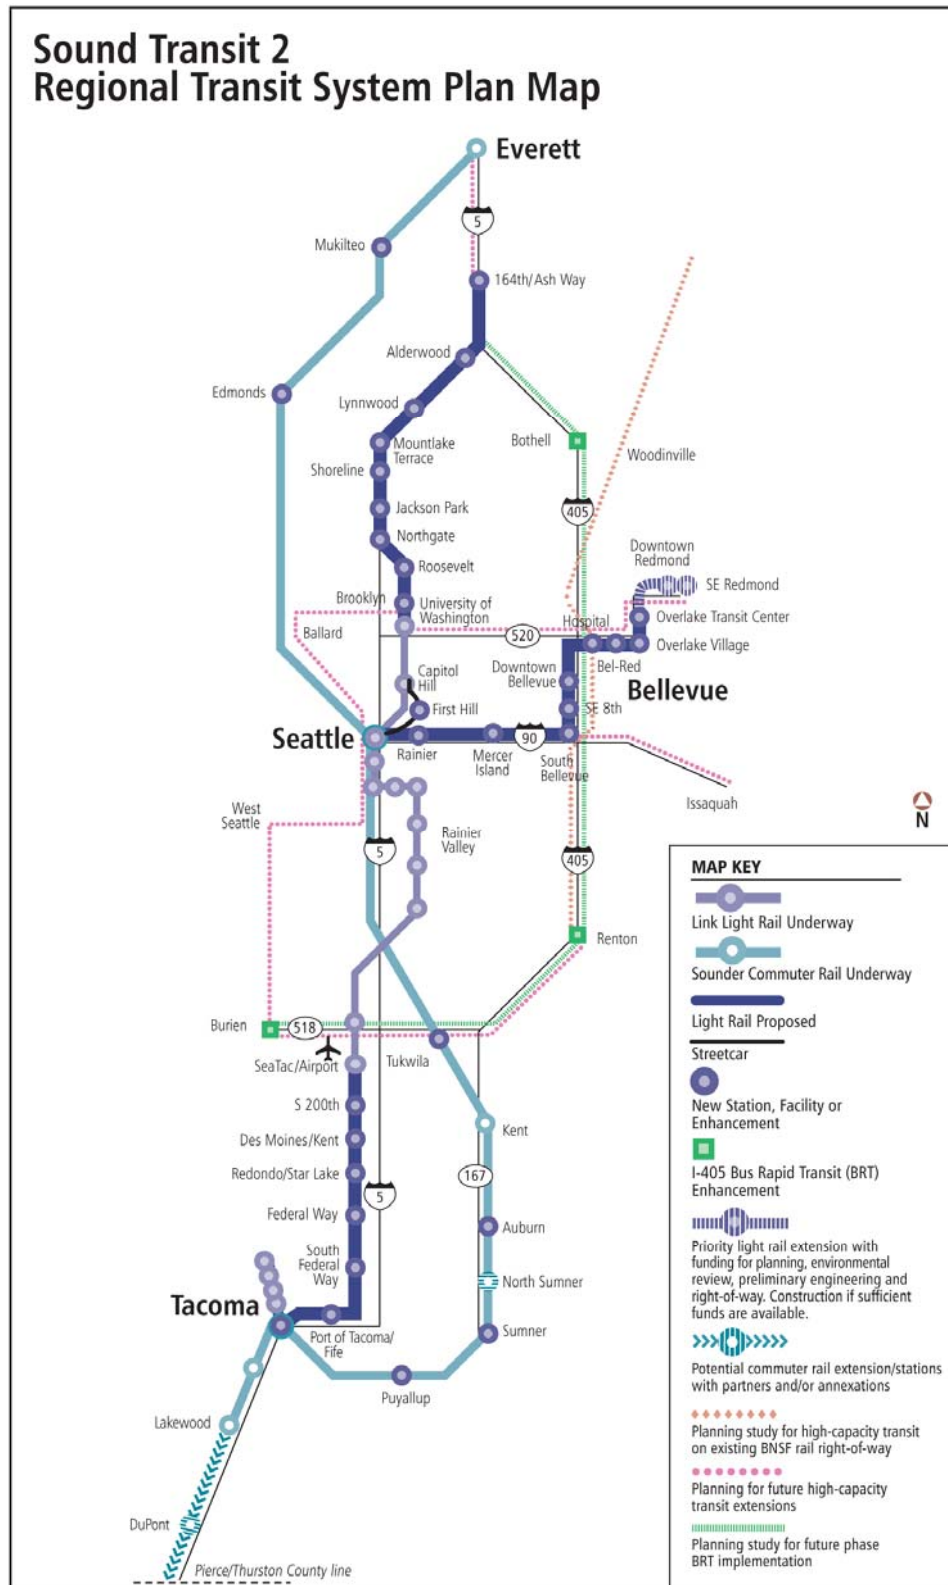 Sound Transit 2
Regional Transit System Plan Map
Everett
5
Mukilteo
164th/Ash Way
Alderwood
Edmonds
Lynnwood
Mountlake
Terrace
Bothell
Woodinville
Shoreline
405
Jackson Park
Northgate
Downtown
Redmond
Roosevelt
SE Redmond
Brooklyn
University of
Washington
Overlake Transit Center
Ballard
520
Hospital
Overlake Village
Capitol
Hill
Downtown
Bellevue
Bel-Red
Bellevue
First Hill
SE 8th
Seattle
Rainier
Mercer
Island
90
South
Bellevue
Issaquah
N
West
Seattle
Rainier
Valley
5
405
Renton
Burien
518
SeaTac/Airport
Tukwila
S 200th
Kent
Des Moines/Kent
Redondo/Star Lake
167
5
Federal Way
Auburn
South
Federal
Way
North Sumner
Tacoma
Port of Tacoma/
Fife
Sumner
Puyallup
Lakewood
DuPont
Pierce/Thurston County line
MAP KEY
Link Light Rail Underway
Sounder Commuter Rail Underway
Light Rail Proposed
Streetcar
New Station, Facility or
Enhancement
I-405 Bus Rapid Transit (BRT)
Enhancement
Priority light rail extension with
funding for planning, environmental
review, preliminary engineering and
right-of-way. Construction if sufficient
funds are available.
Potential commuter rail extension/stations
with partners and/or annexations
Planning study for high-capacity transit
on existing BNSF rail right-of-way
Planning for future high-capacity
transit extensions
Planning study for future phase
BRT implementation